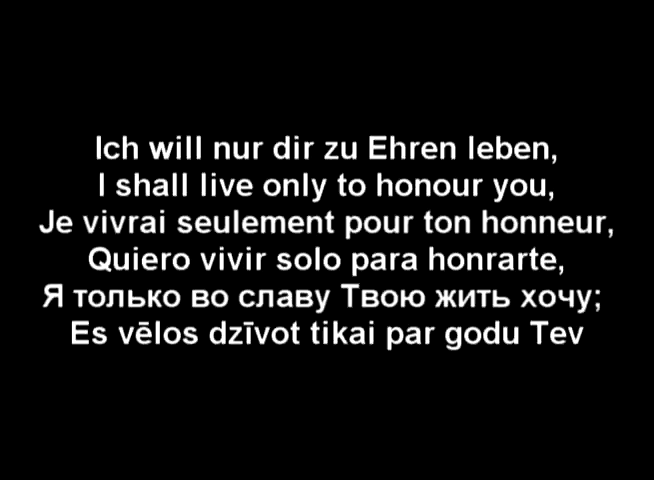 Ich will nur dir zu Ehren leben,
I shall live only to honour you,
Je vivrai seulement pour ton honneur,
Quiero vivir solo para honrarte,
Я только во славу Твою жить хочу;
Es vēlos dzīvot tikai par godu Tev